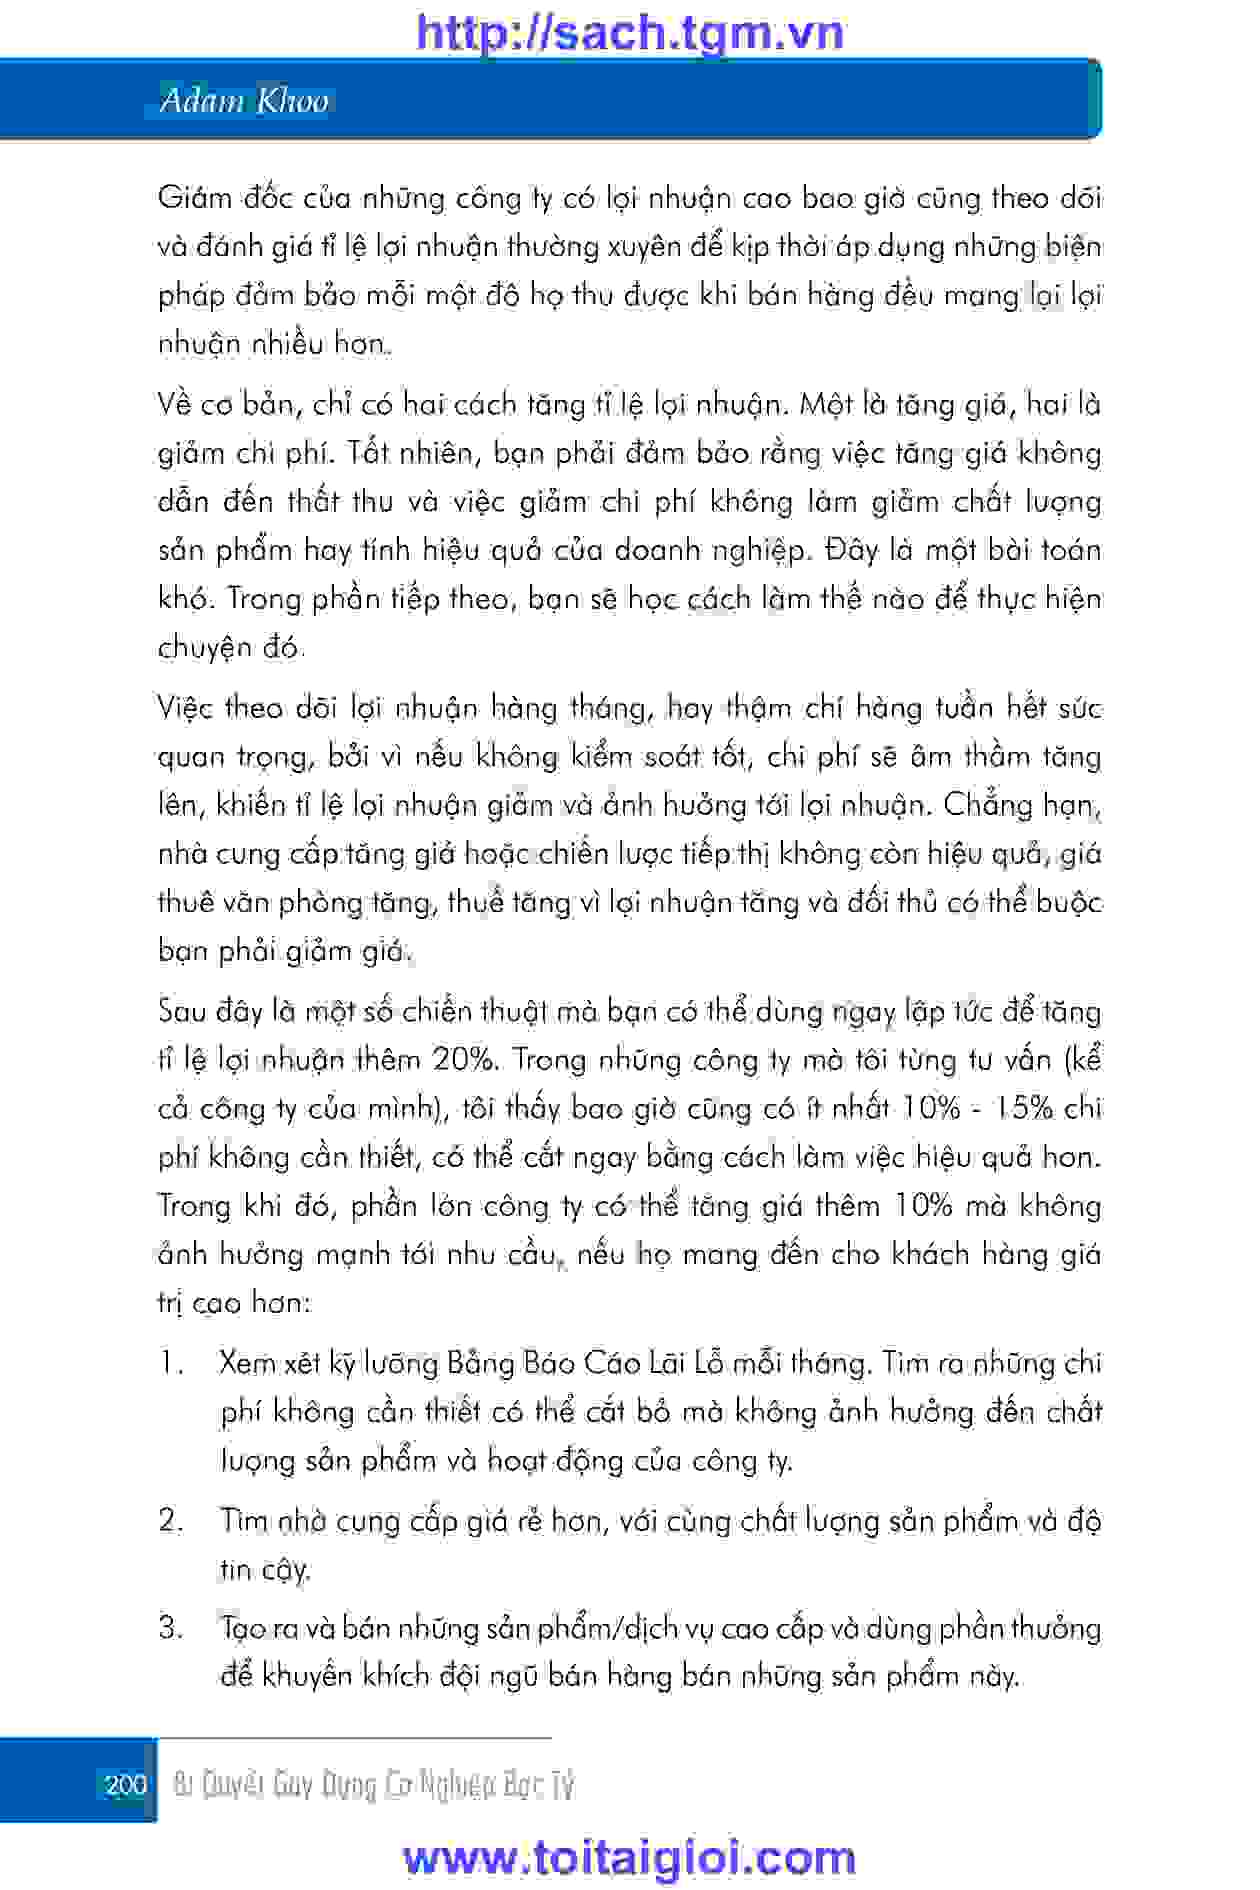 http://sach.tgm.vn
Adam Khoo
Giám đốc của những công ty có lợi nhuận cao bao giờ cũng theo dõi
và đánh giá tỉ lệ lợi nhuận thường xuyên để kịp thời áp dụng những biện
pháp đảm bảo mỗi một đô họ thu được khi bán hàng đều mang lại lợi
nhuận nhiều hơn.
Về cơ bản, chỉ có hai cách tăng tỉ lệ lợi nhuận. Một là tăng giá, hai là
giảm chi phí. Tất nhiên, bạn phải đảm bảo rằng việc tăng giá không
dẫn đến thất thu và việc giảm chi phí không làm giảm chất lượng
sản phẩm hay tính hiệu quả của doanh nghiệp. Đây là một bài toán
khó. Trong phần tiếp theo, bạn sẽ học cách làm thế nào để thực hiện
chuyện đó.
Việc theo dõi lợi nhuận hàng tháng, hay thậm chí hàng tuần hết sức
quan trọng, bởi vì nếu không kiểm soát tốt, chi phí sẽ âm thầm tăng
lên, khiến tỉ lệ lợi nhuận giảm và ảnh hưởng tới lợi nhuận. Chẳng hạn,
nhà cung cấp tăng giá hoặc chiến lược tiếp thị không còn hiệu quả, giá
thuê văn phòng tăng, thuế tăng vì lợi nhuận tăng và đối thủ có thể buộc
bạn phải giảm giá.
Sau đây là một số chiến thuật mà bạn có thể dùng ngay lập tức để tăng
tỉ lệ lợi nhuận thêm 20%. Trong những công ty mà tôi từng tư vấn (kể
cả công ty của mình), tôi thấy bao giờ cũng có ít nhất 10% - 15% chi
phí không cần thiết, có thể cắt ngay bằng cách làm việc hiệu quả hơn.
Trong khi đó, phần lớn công ty có thể tăng giá thêm 10% mà không
ảnh hưởng mạnh tới nhu cầu, nếu họ mang đến cho khách hàng giá
trị cao hơn:
1. Xem xét kỹ lưỡng Bảng Báo Cáo Lãi Lỗ mỗi tháng. Tìm ra những chi
phí không cần thiết có thể cắt bỏ mà không ảnh hưởng đến chất
lượng sản phẩm và hoạt động của công ty.
2. Tìm nhà cung cấp giá rẻ hơn, với cùng chất lượng sản phẩm và độ
tin cậy.
3. Tạo ra và bán những sản phẩm/dịch vụ cao cấp và dùng phần thưởng
để khuyến khích đội ngũ bán hàng bán những sản phẩm này.
200 Bí Quyết Gây Dựng Cơ Nghiệp Bạc Tỷ
www.toitaigioi.com